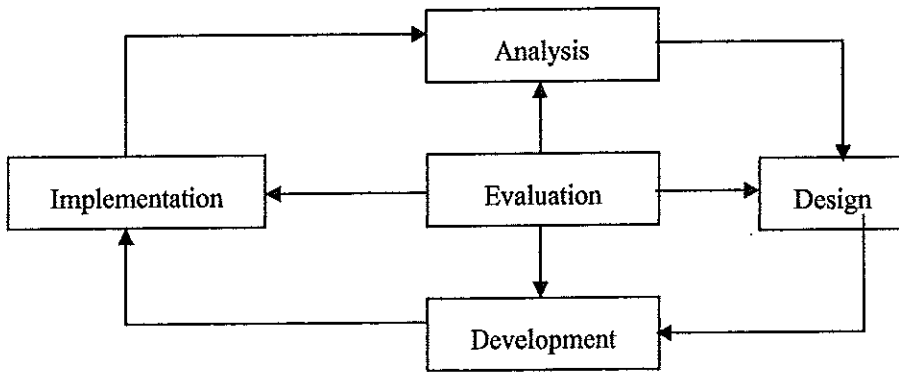 Analysis
Implementation
Evaluation
Design
Development